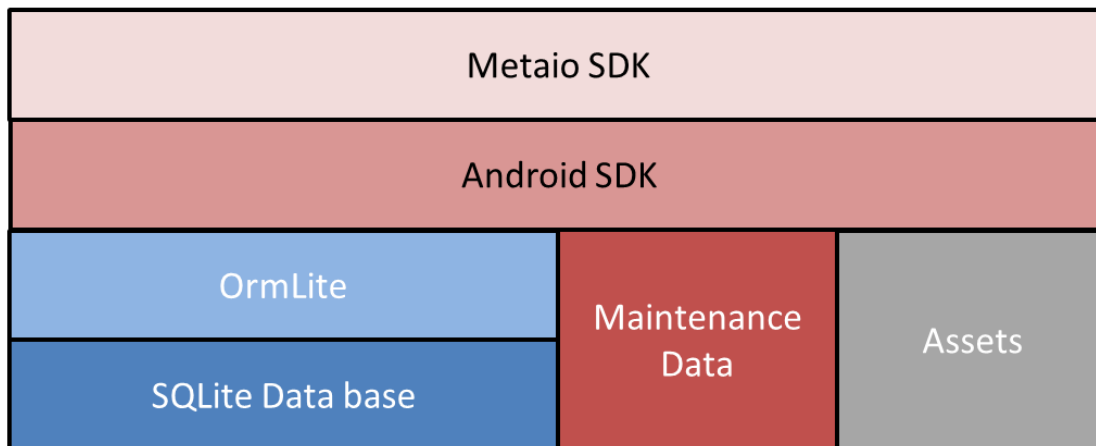 Metaio SDK
Android SDK
OrmLite
Maintenance
Data
Assets
SQLite Data base